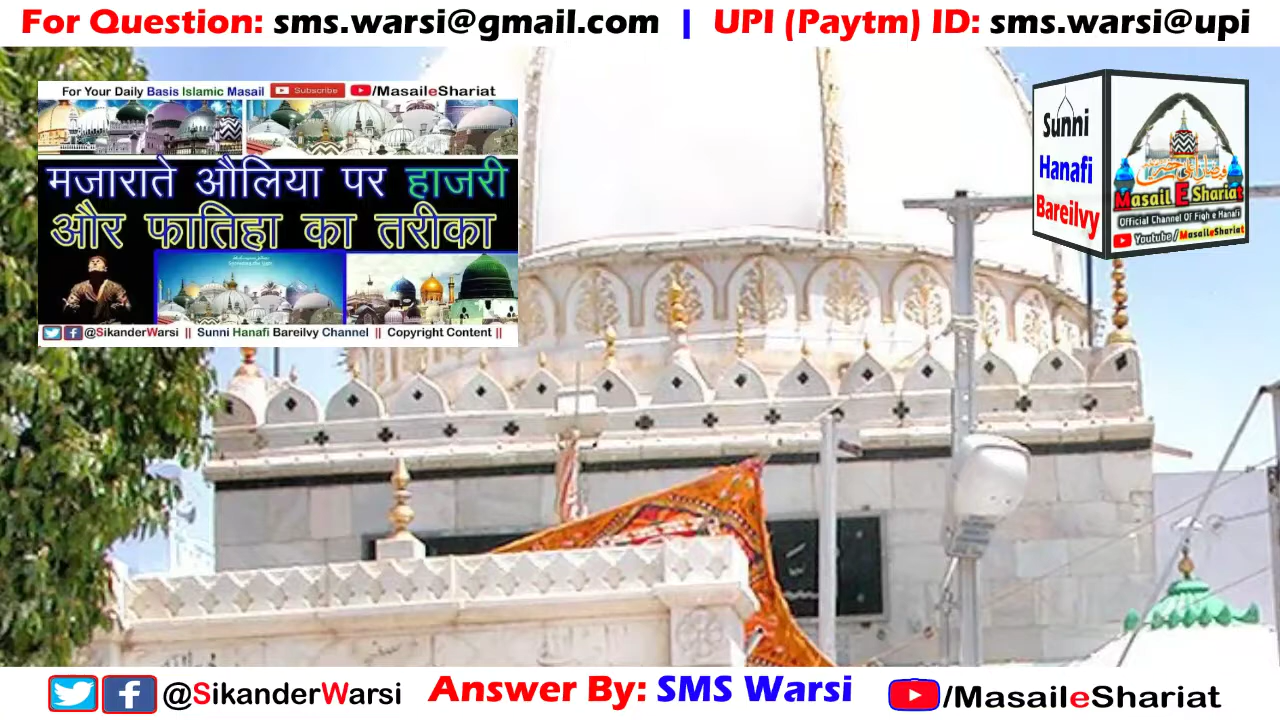 For Question: sms.warsi@gmail.com | UPI (Paytm) ID: sms.warsi@upi
For Your Daily Basis Islamic Masail Subscribe /MasaileShariat
मजाराते औलिया पर हाजरी
और फातिहा का तरीका
@SikanderWarsi || Sunni Hanafi Bareilvy Channel || Copyright Content ||
Sunni
Hanafi
Bareilvy
Masail E Shariat
Official Channel Of Fiqh e Hanafi
Youtube /MasaileShariat
@SikanderWarsi Answer By: SMS Warsi /MasaileShariat